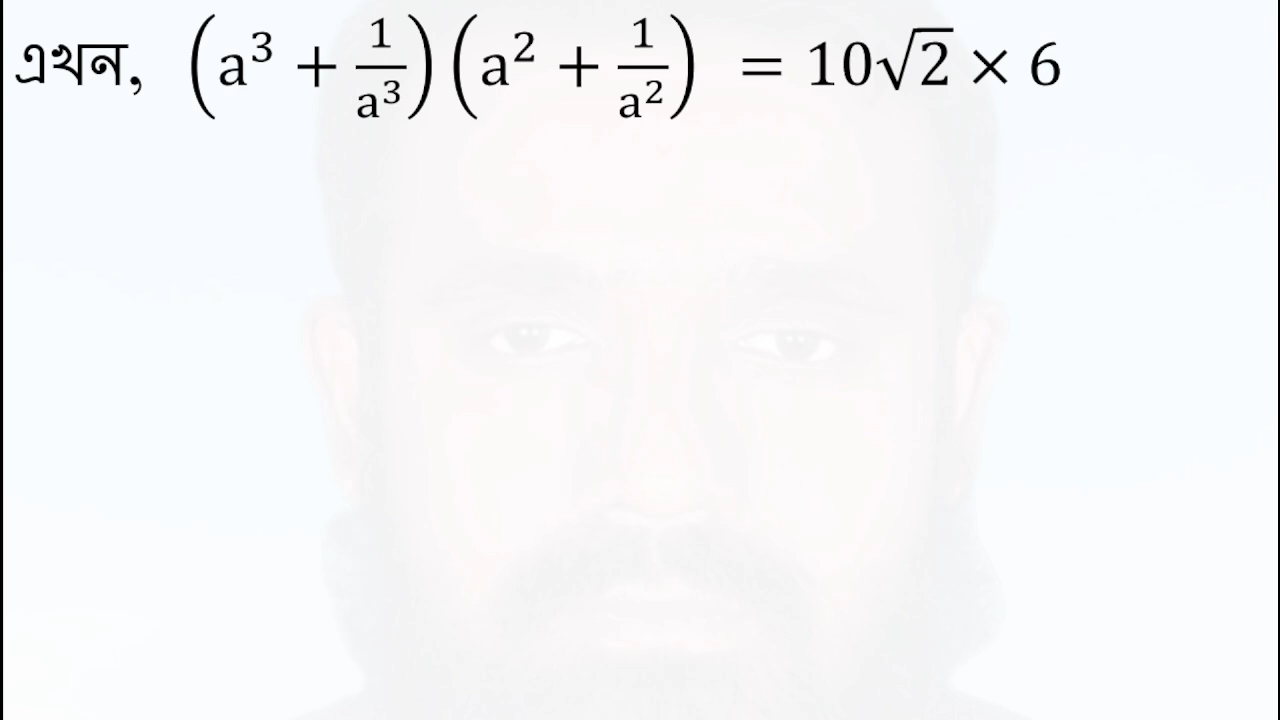 এখন, (a³ + 1/a³)(a² + 1/a²) = 10√2 × 6